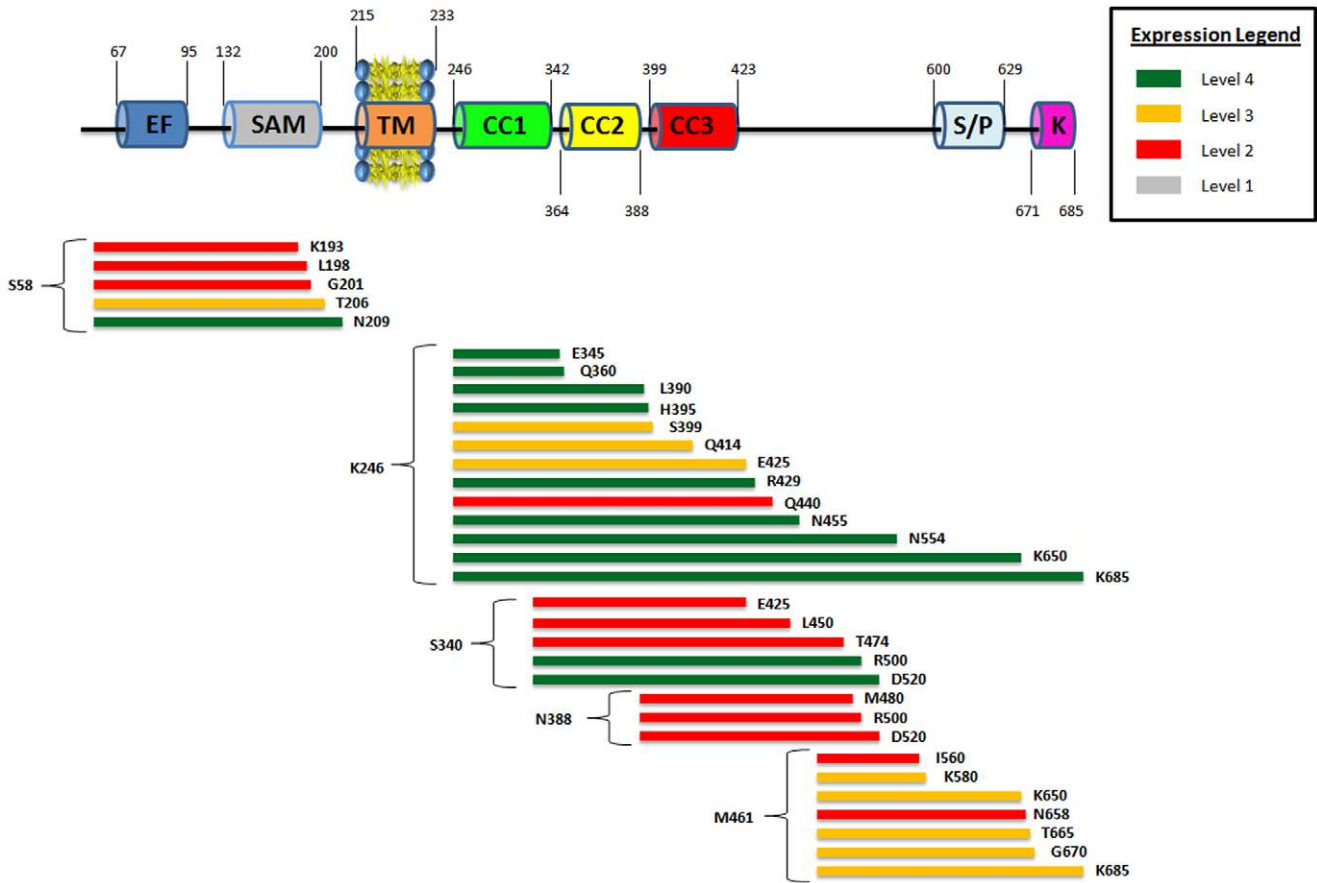 215 233
67 95 132 200 246 342 399 423 600 629
EF SAM TM CC1 CC2 CC3 S/P K
364 388 671 685
Expression Legend
Level 4
Level 3
Level 2
Level 1
S58
K193
L198
G201
T206
N209
K246
E345
Q360
L390
H395
S399
Q414
E425
R429
Q440
N455
N554
K650
K685
S340
E425
L450
T474
R500
D520
N388
M480
R500
D520
M461
I560
K580
K650
N658
T665
G670
K685